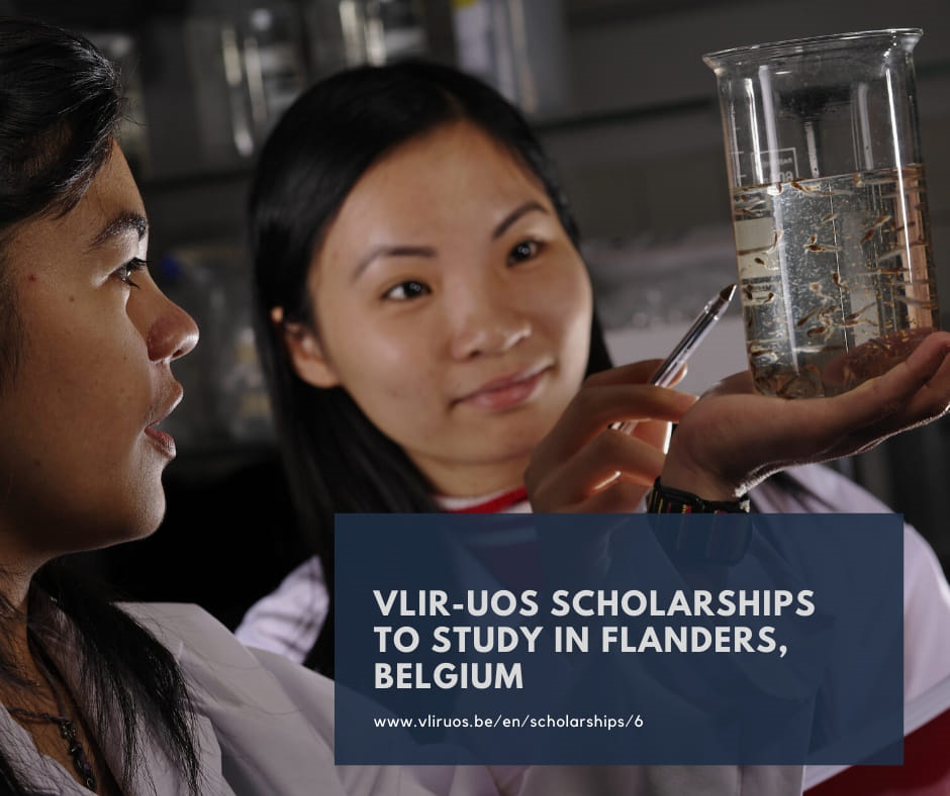 VLIR-UOS SCHOLARSHIPS
TO STUDY IN FLANDERS,
BELGIUM
www.vliruos.be/en/scholarships/6